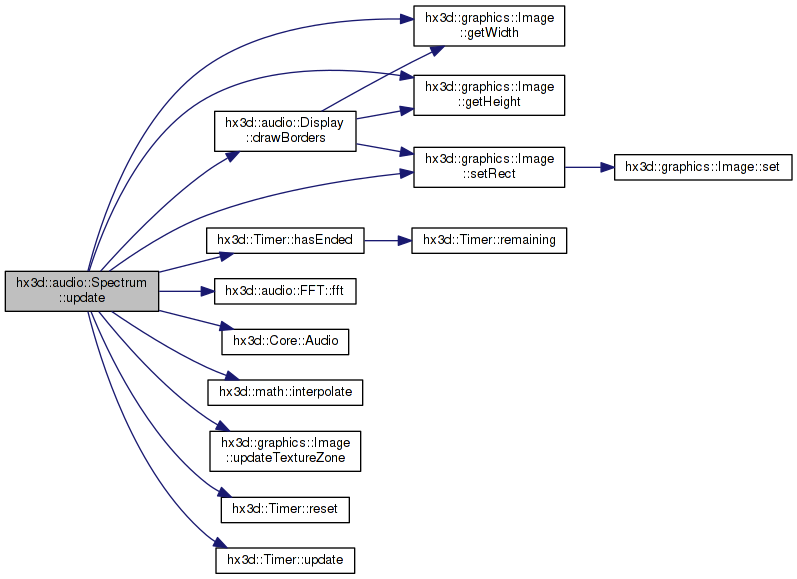 hx3d::graphics::Image
::getWidth
hx3d::graphics::Image
::getHeight
hx3d::audio::Display
::drawBorders
hx3d::graphics::Image
::setRect
hx3d::graphics::Image::set
hx3d::Timer::hasEnded
hx3d::Timer::remaining
hx3d::audio::Spectrum
::update
hx3d::audio::FFT::fft
hx3d::Core::Audio
hx3d::math::interpolate
hx3d::graphics::Image
::updateTextureZone
hx3d::Timer::reset
hx3d::Timer::update